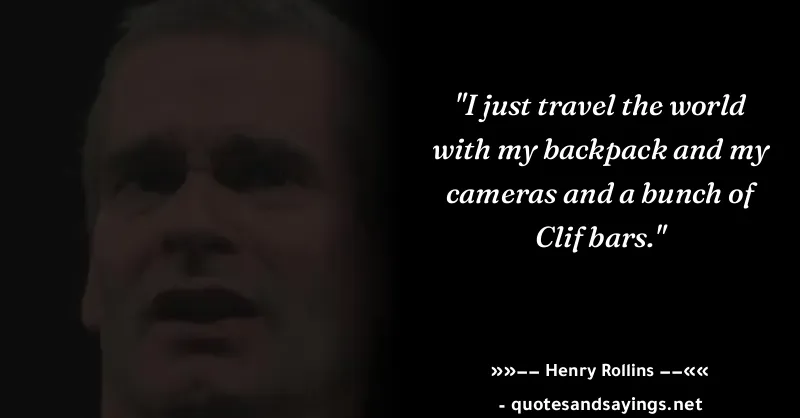 "I just travel the world
with my backpack and my
cameras and a bunch of
Clif bars."
»»–– Henry Rollins ––««
- quotesandsayings.net